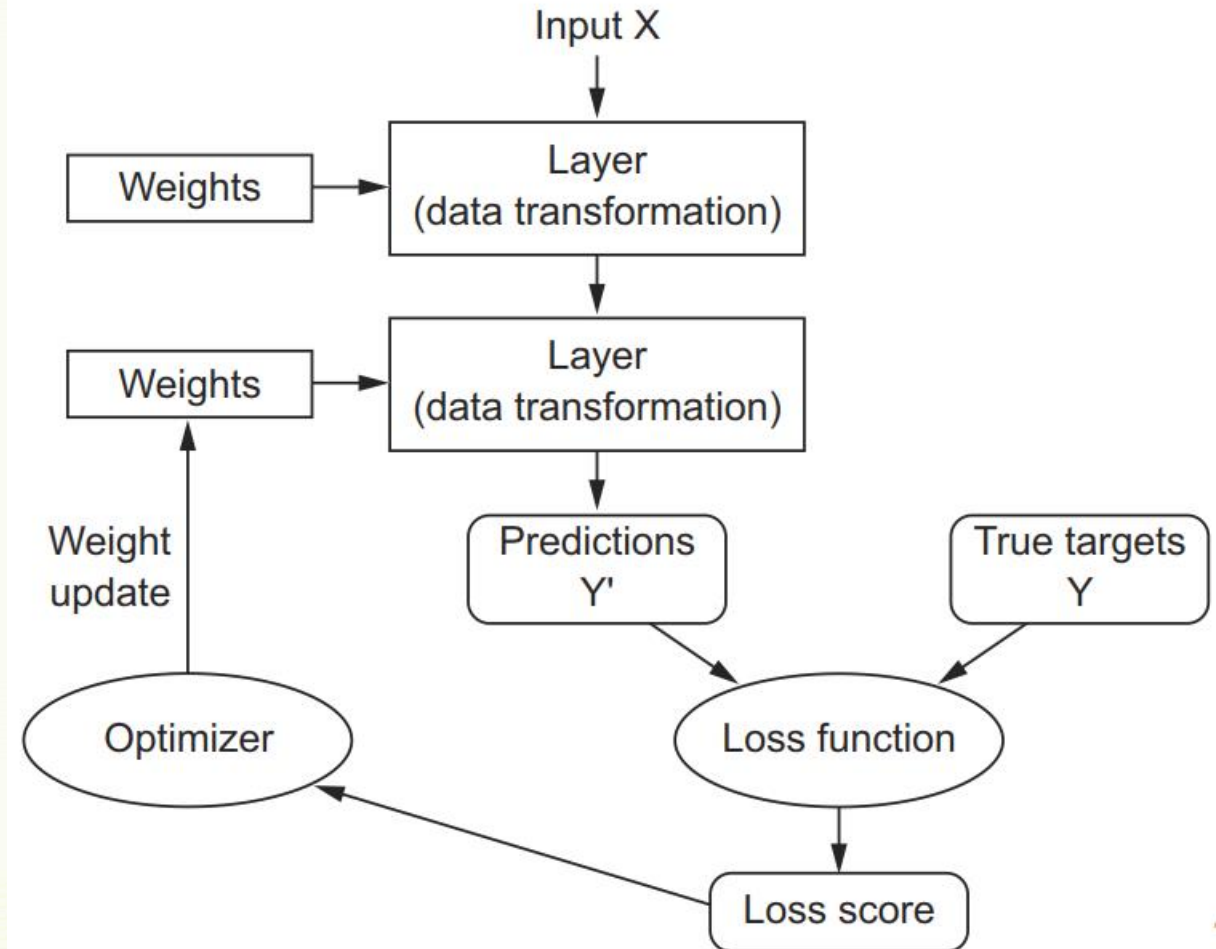 Input X
Weights
Layer
(data transformation)
Weights
Layer
(data transformation)
Weight
update
Predictions
Y'
True targets
Y
Optimizer
Loss function
Loss score